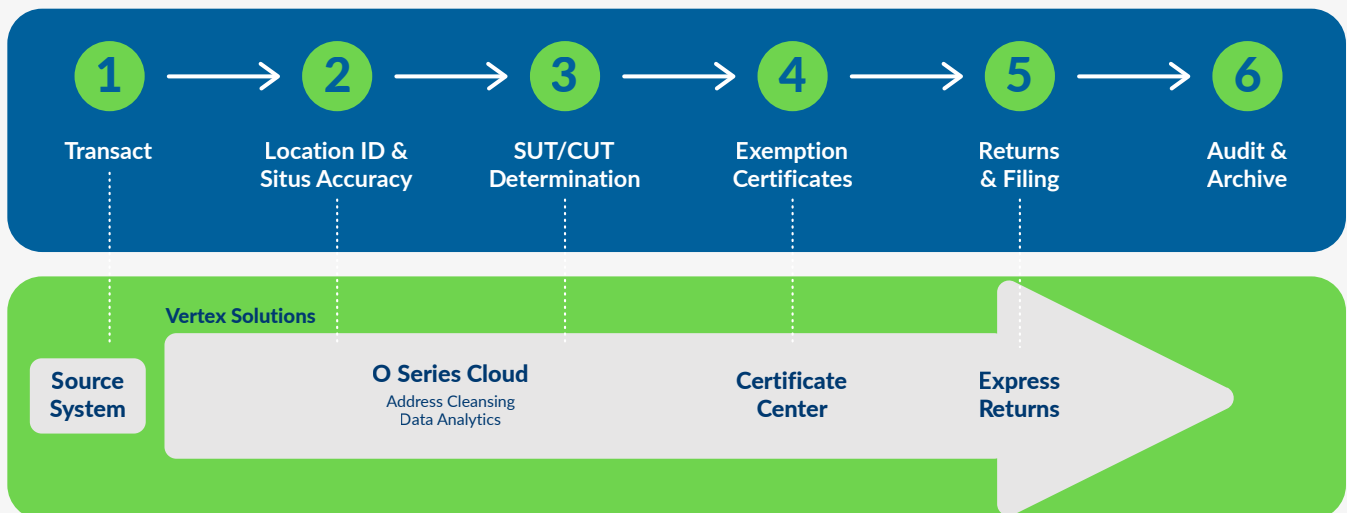 1
2
3
4
5
6
Transact
Location ID &
Situs Accuracy
SUT/CUT
Determination
Exemption
Certificates
Returns
& Filing
Audit &
Archive
Vertex Solutions
Source
System
O Series Cloud
Address Cleansing
Data Analytics
Certificate
Center
Express
Returns